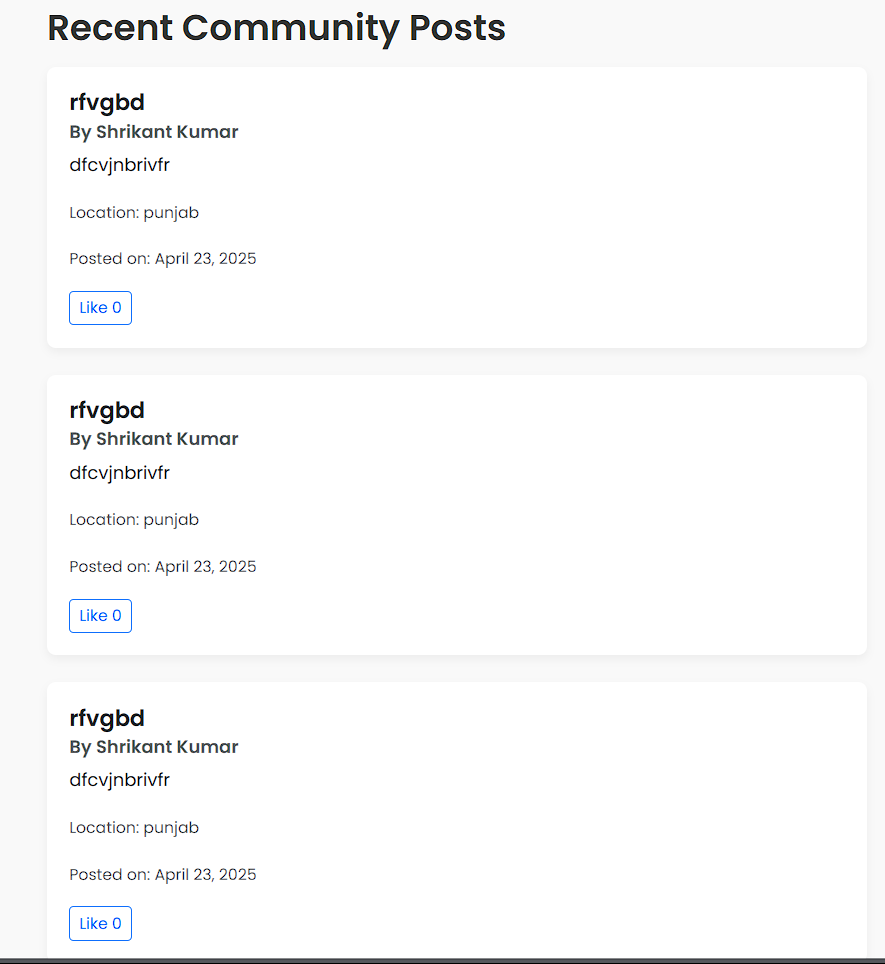 Recent Community Posts
rfvgbd
By Shrikant Kumar
dfcvjnbrivfr
Location: punjab
Posted on: April 23, 2025
Like 0
rfvgbd
By Shrikant Kumar
dfcvjnbrivfr
Location: punjab
Posted on: April 23, 2025
Like 0
rfvgbd
By Shrikant Kumar
dfcvjnbrivfr
Location: punjab
Posted on: April 23, 2025
Like 0